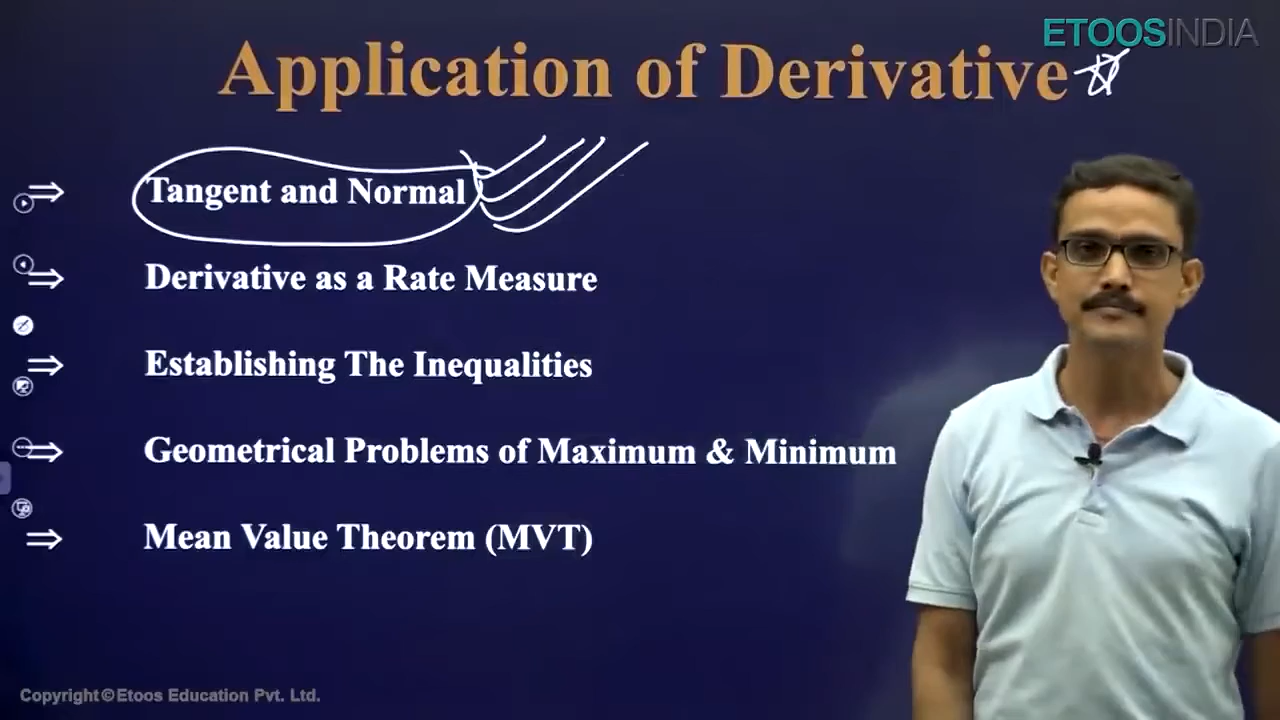 ETOOSINDIA
Application of Derivative
⇒ Tangent and Normal
⇒ Derivative as a Rate Measure
⇒ Establishing The Inequalities
⇒ Geometrical Problems of Maximum & Minimum
⇒ Mean Value Theorem (MVT)
Copyright©Etoos Education Pvt. Ltd.